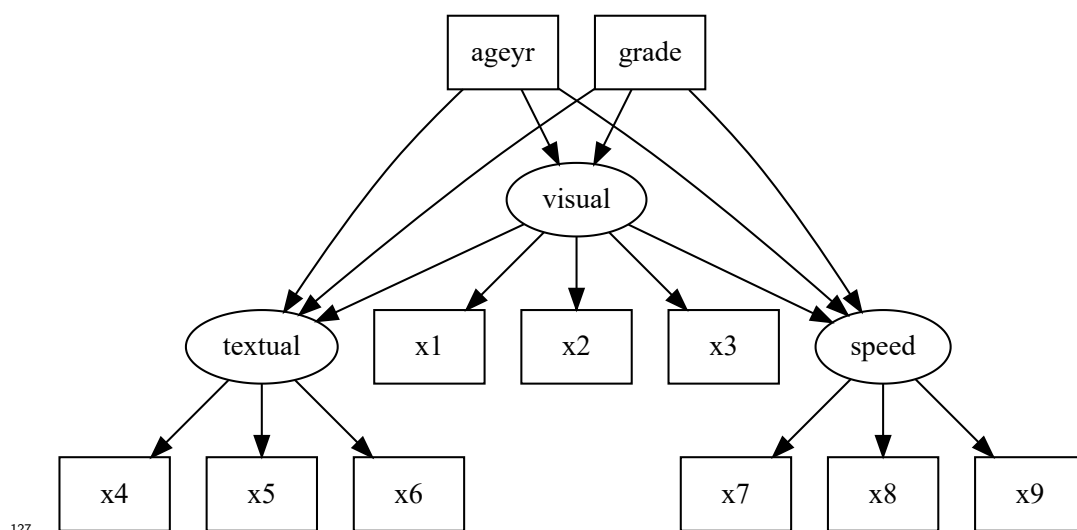 ageyr grade
visual
textual x1 x2 x3 speed
x4 x5 x6 x7 x8 x9
127